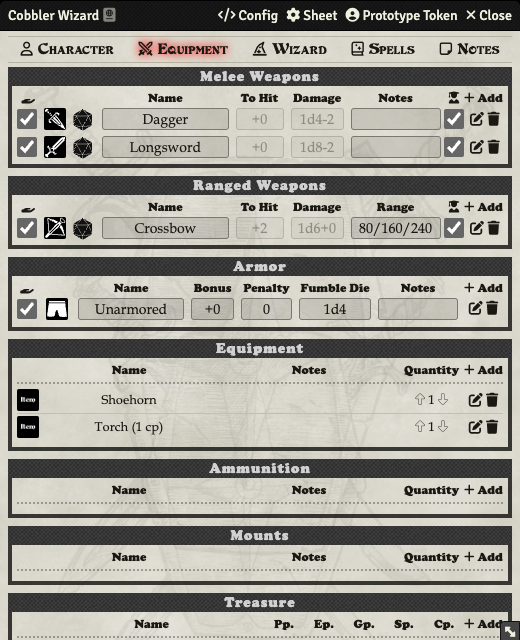 Cobbler Wizard Config Sheet Prototype Token Close
Character Equipment Wizard Spells Notes
Melee Weapons
Name To Hit Damage Notes + Add
Dagger +0 1d4-2
Longsword +0 1d8-2
Ranged Weapons
Name To Hit Damage Range + Add
Crossbow +2 1d6+0 80/160/240
Armor
Name Bonus Penalty Fumble Die Notes + Add
Unarmored +0 0 1d4
Equipment
Name Notes Quantity + Add
Item Shoehorn 1
Item Torch (1 cp) 1
Ammunition
Name Notes Quantity + Add
Mounts
Name Notes Quantity + Add
Treasure
Name Pp. Ep. Gp. Sp. Cp. + Add